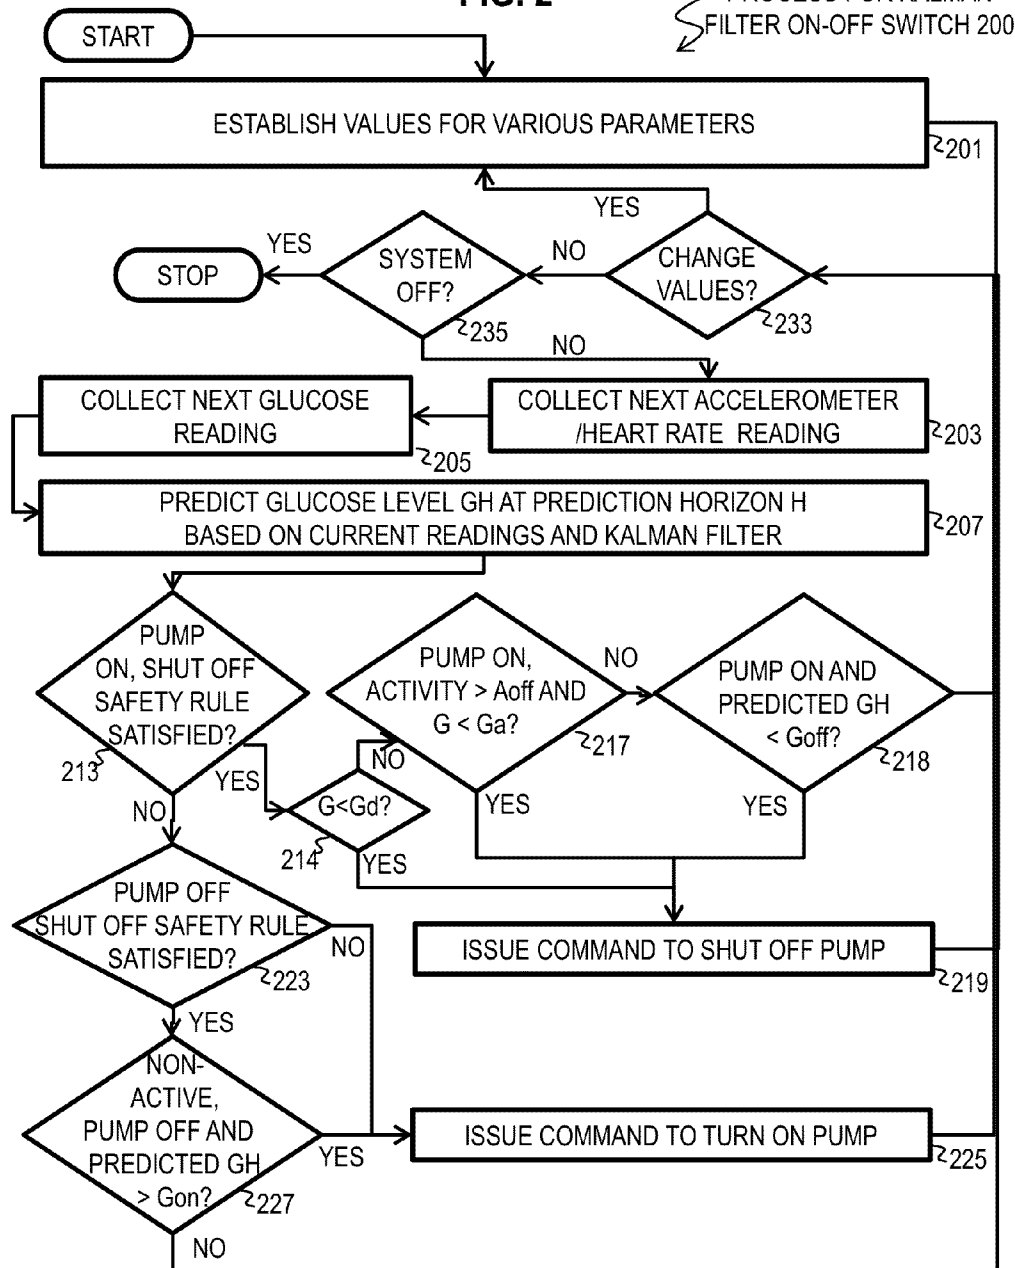 FIG. 2
PROCESS FOR KALMAN
FILTER ON-OFF SWITCH 200
START
ESTABLISH VALUES FOR VARIOUS PARAMETERS
201
YES
YES
SYSTEM
OFF?
NO
CHANGE
VALUES?
STOP
235
233
NO
COLLECT NEXT GLUCOSE
READING
COLLECT NEXT ACCELEROMETER
/HEART RATE READING
205
203
PREDICT GLUCOSE LEVEL GH AT PREDICTION HORIZON H
BASED ON CURRENT READINGS AND KALMAN FILTER
207
PUMP
ON, SHUT OFF
SAFETY RULE
SATISFIED?
213
PUMP ON,
ACTIVITY > Aoff AND
G < Ga?
217
NO
PUMP ON AND
PREDICTED GH
< Goff?
218
YES
NO
G<Gd?
214
YES
YES
YES
NO
PUMP OFF
SHUT OFF SAFETY RULE
SATISFIED?
223
NO
ISSUE COMMAND TO SHUT OFF PUMP
219
YES
NON-
ACTIVE,
PUMP OFF AND
PREDICTED GH
> Gon?
227
YES
ISSUE COMMAND TO TURN ON PUMP
225
NO